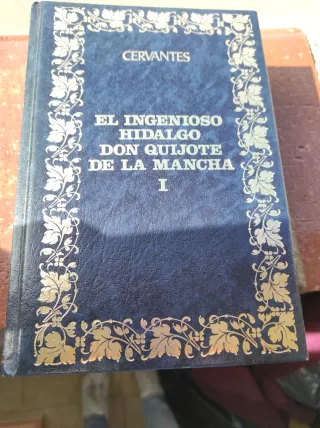 CERVANTES
EL INGENIOSO
HIDALGO
DON QUIJOTE
DE LA MANCHA
I